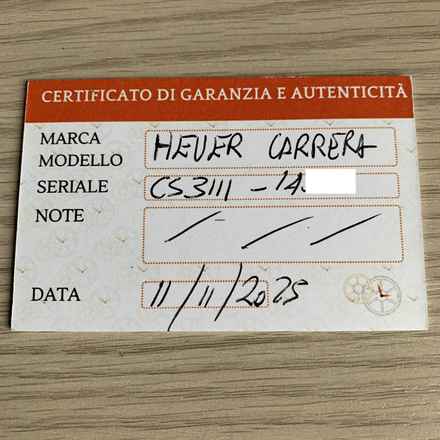 CERTIFICATO DI GARANZIA E AUTENTICITÀ
MARCA
MODELLO HEUER CARRERA
SERIALE CS3111 - 14
NOTE / / /
DATA 11/11/2025